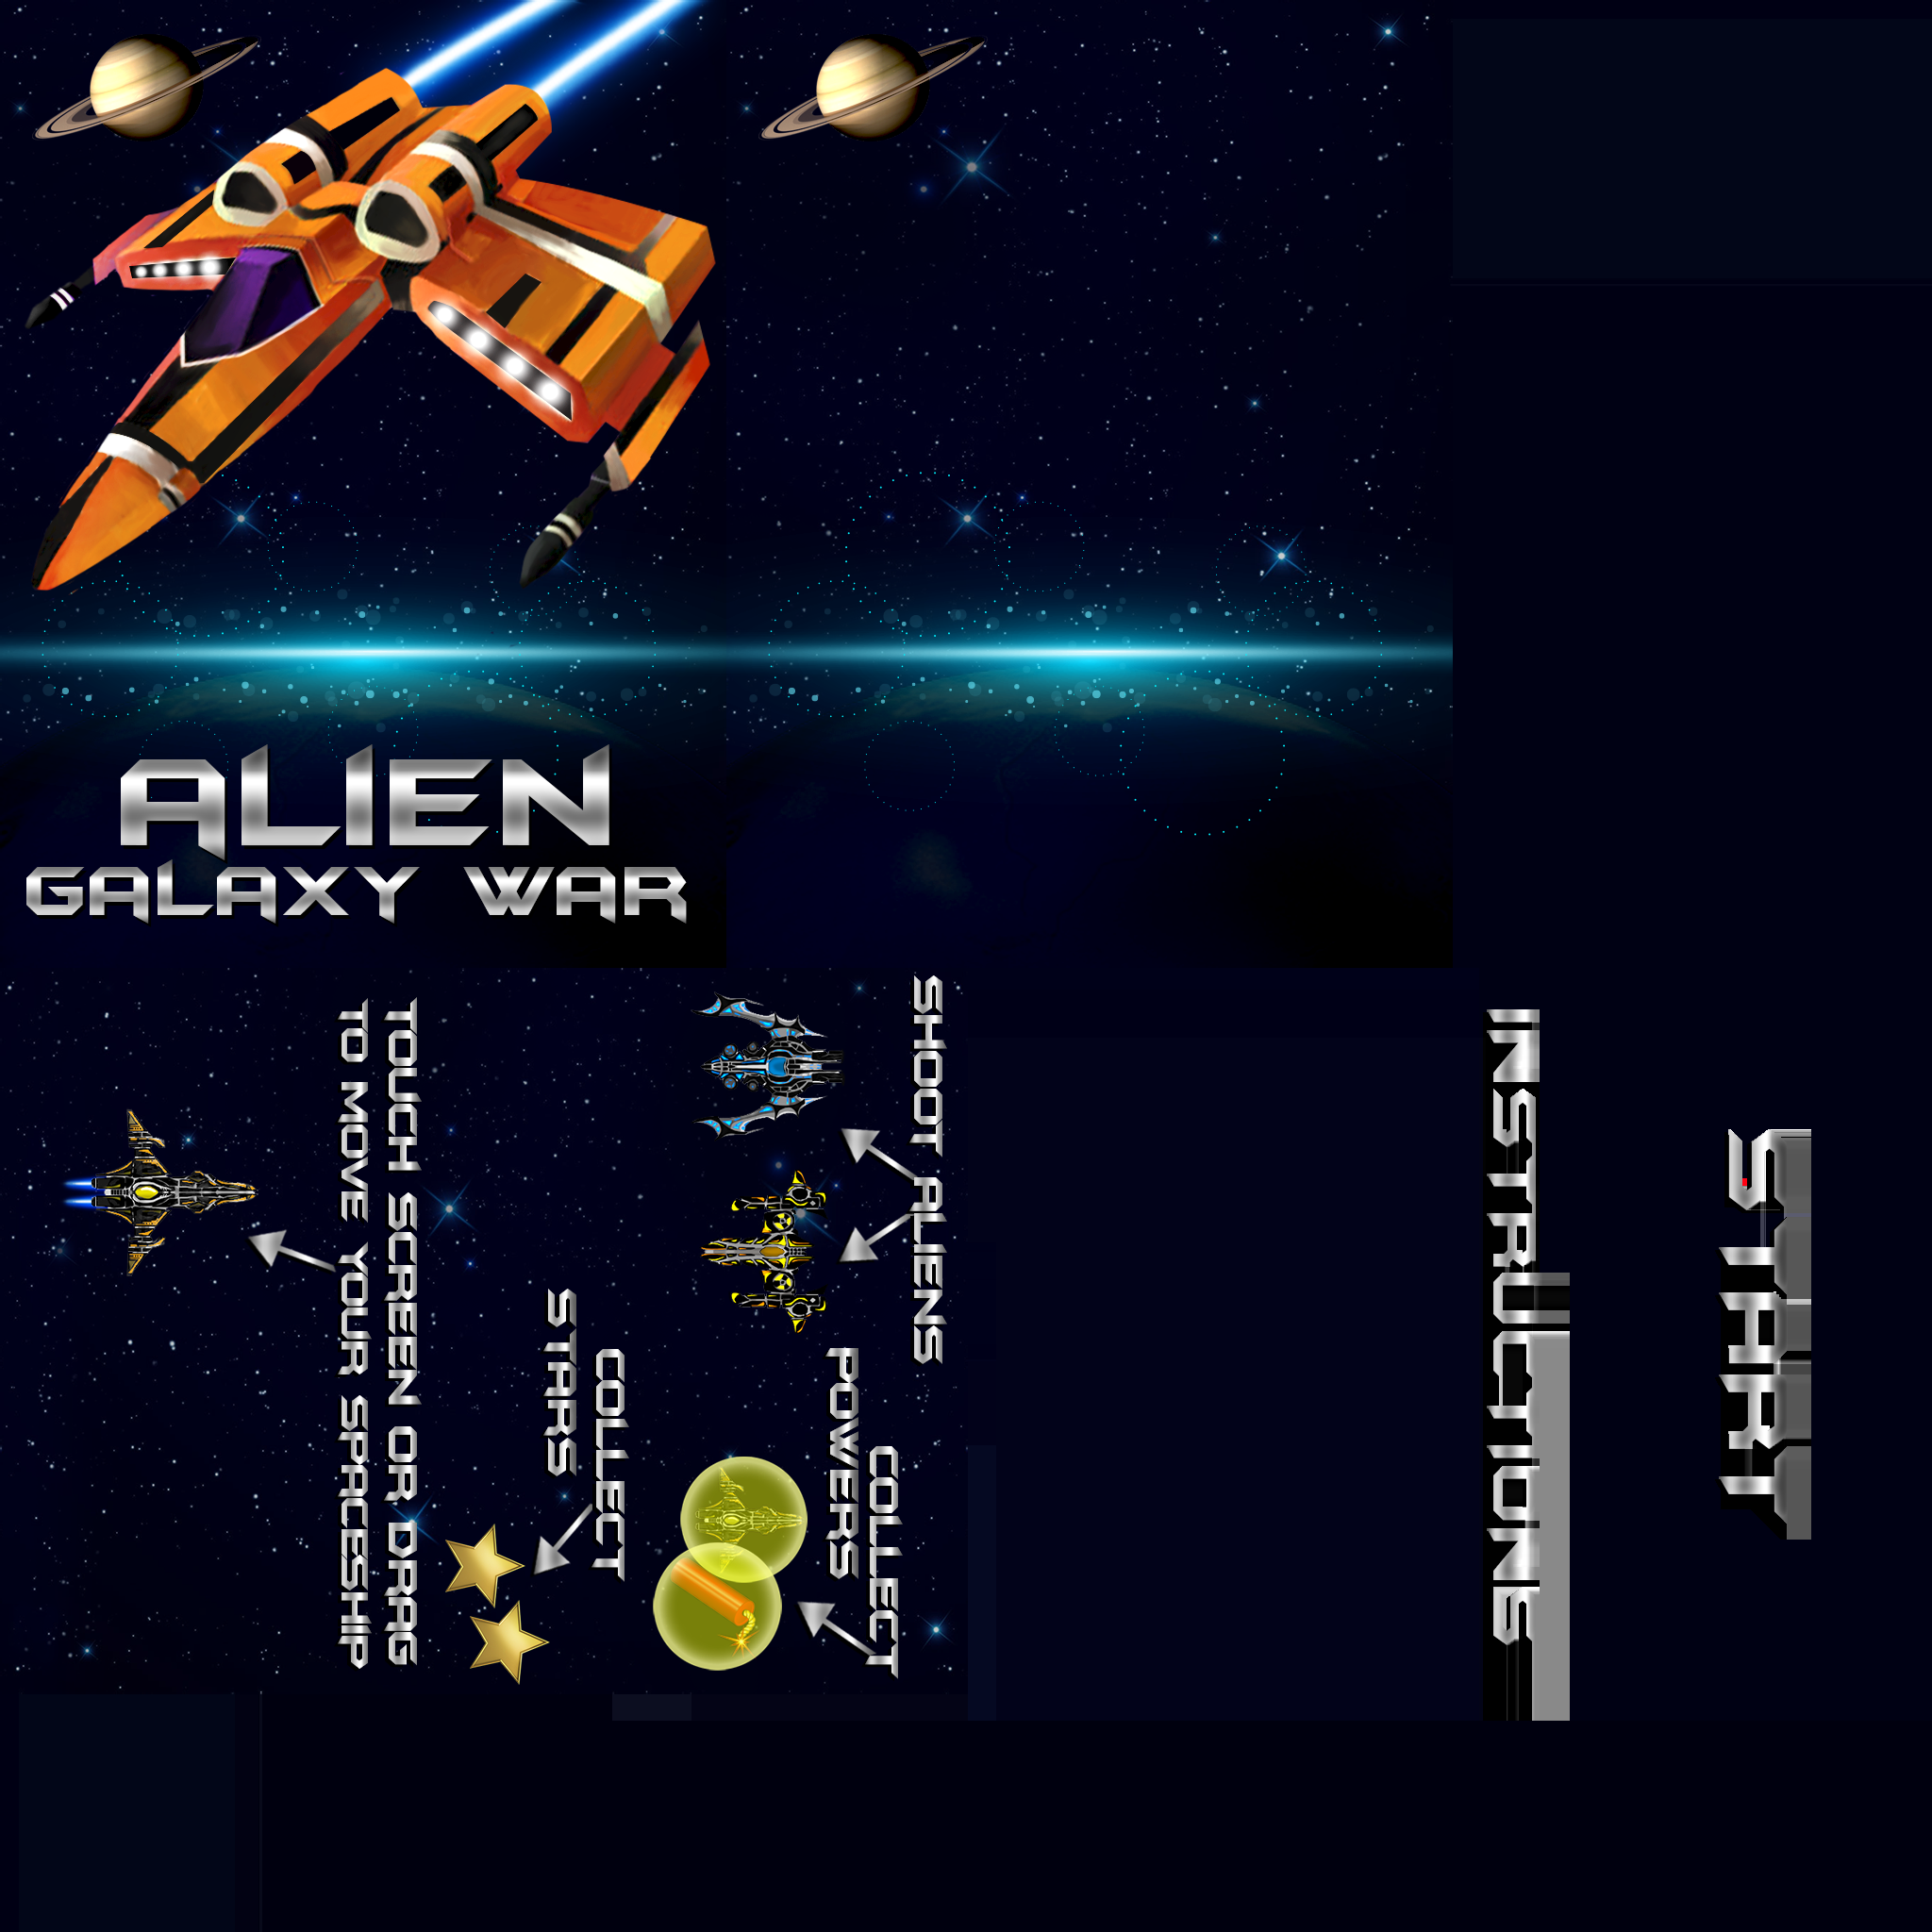 ALIEN
GALAXY WAR
SHOOT ALIENS
COLLECT
POWERS
COLLECT
STARS
TOUCH SCREEN OR DRAG
TO MOVE YOUR SPACESHIP
INSTRUCTIONS
START